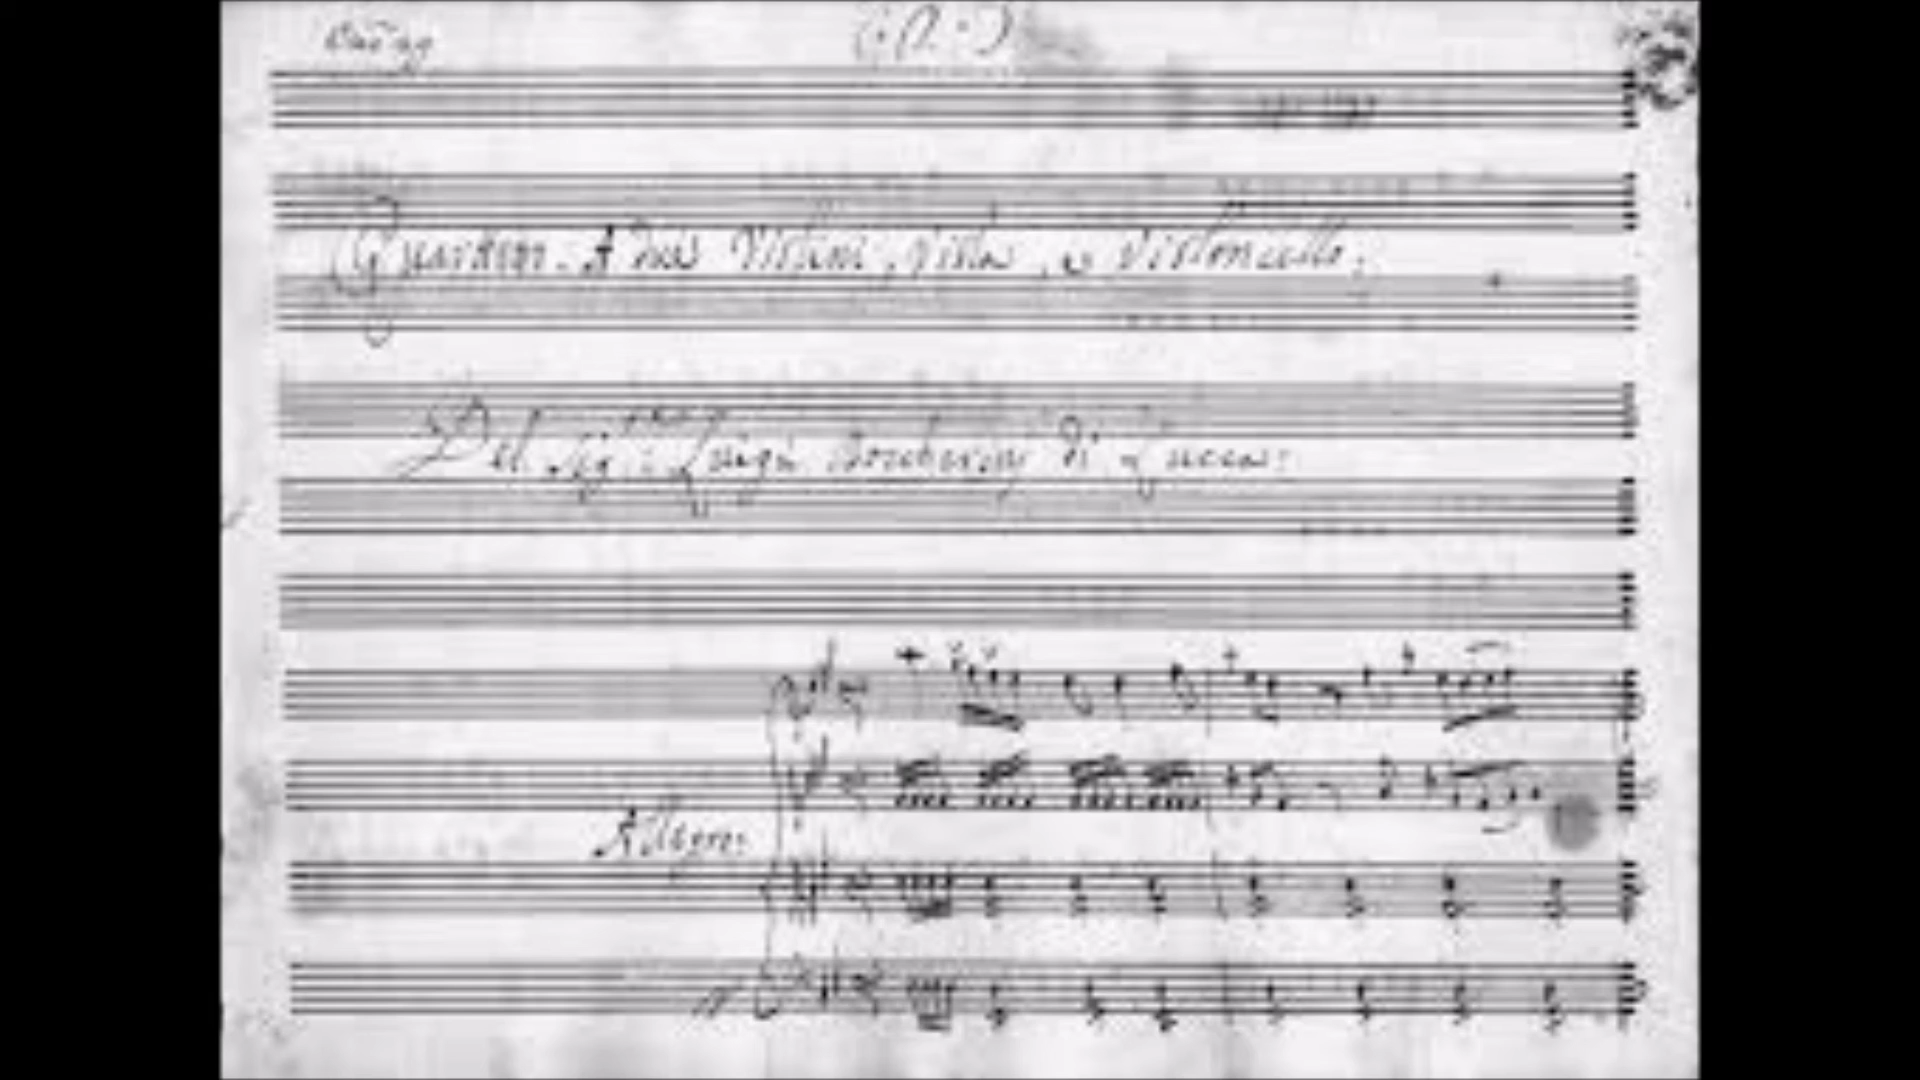 Quartetto. A due Violini, Viola, e Violoncello;
Del Sig.: Luigi Boccherini di Lucca:
Allegro: